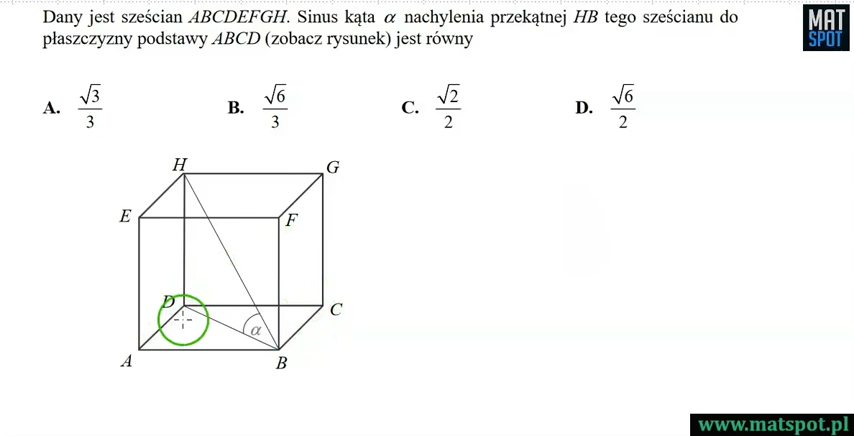 Dany jest sześcian ABCDEFGH. Sinus kąta α nachylenia przekątnej HB tego sześcianu do
płaszczyzny podstawy ABCD (zobacz rysunek) jest równy
MAT
SPOT
A. √3/3 B. √6/3 C. √2/2 D. √6/2
H G
E F
D C
α
A B
www.matspot.pl